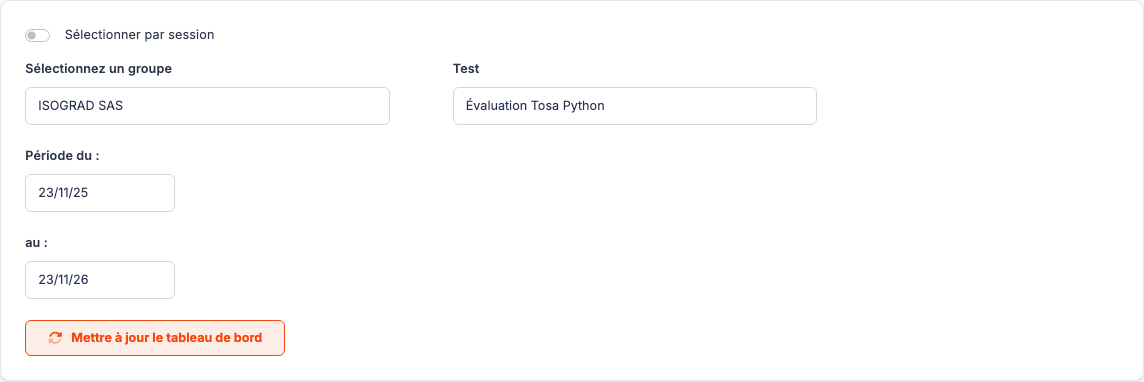 Sélectionner par session
Sélectionnez un groupe
Test
ISOGRAD SAS
Évaluation Tosa Python
Période du :
23/11/25
au :
23/11/26
Mettre à jour le tableau de bord